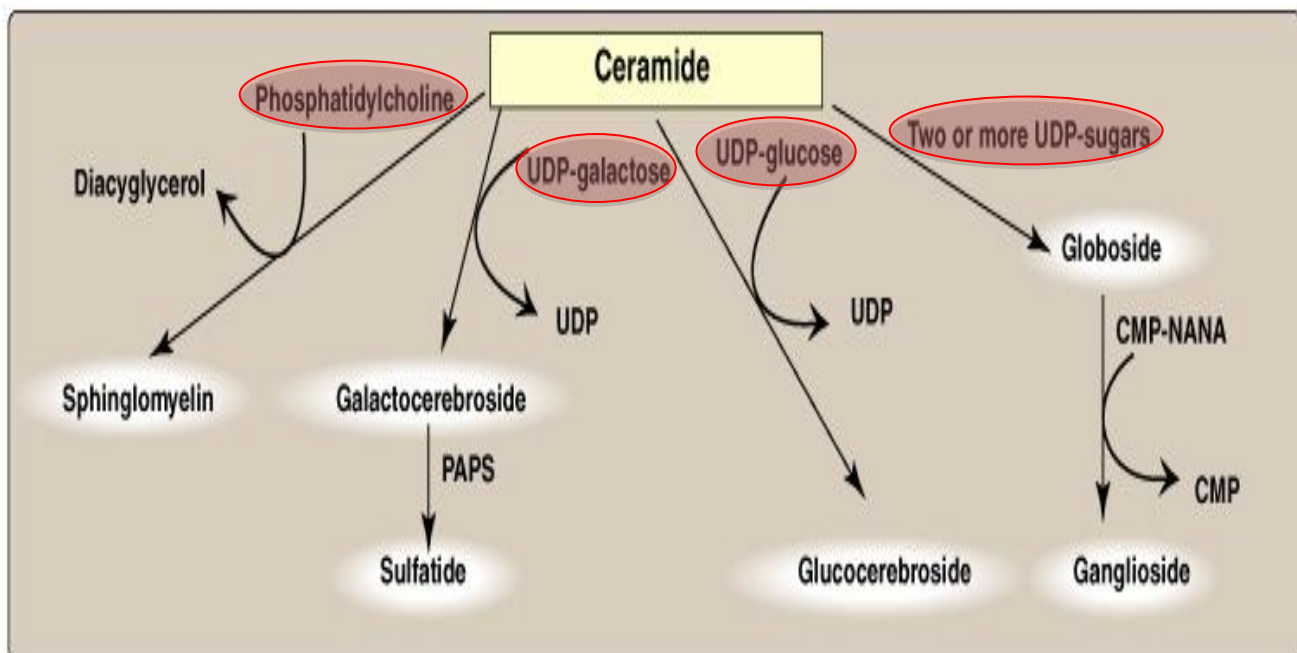 Ceramide
Phosphatidylcholine
Two or more UDP-sugars
UDP-galactose
UDP-glucose
Diacyglycerol
Globoside
UDP
UDP
CMP-NANA
Sphinglomyelin
Galactocerebroside
PAPS
CMP
Sulfatide
Glucocerebroside
Ganglioside